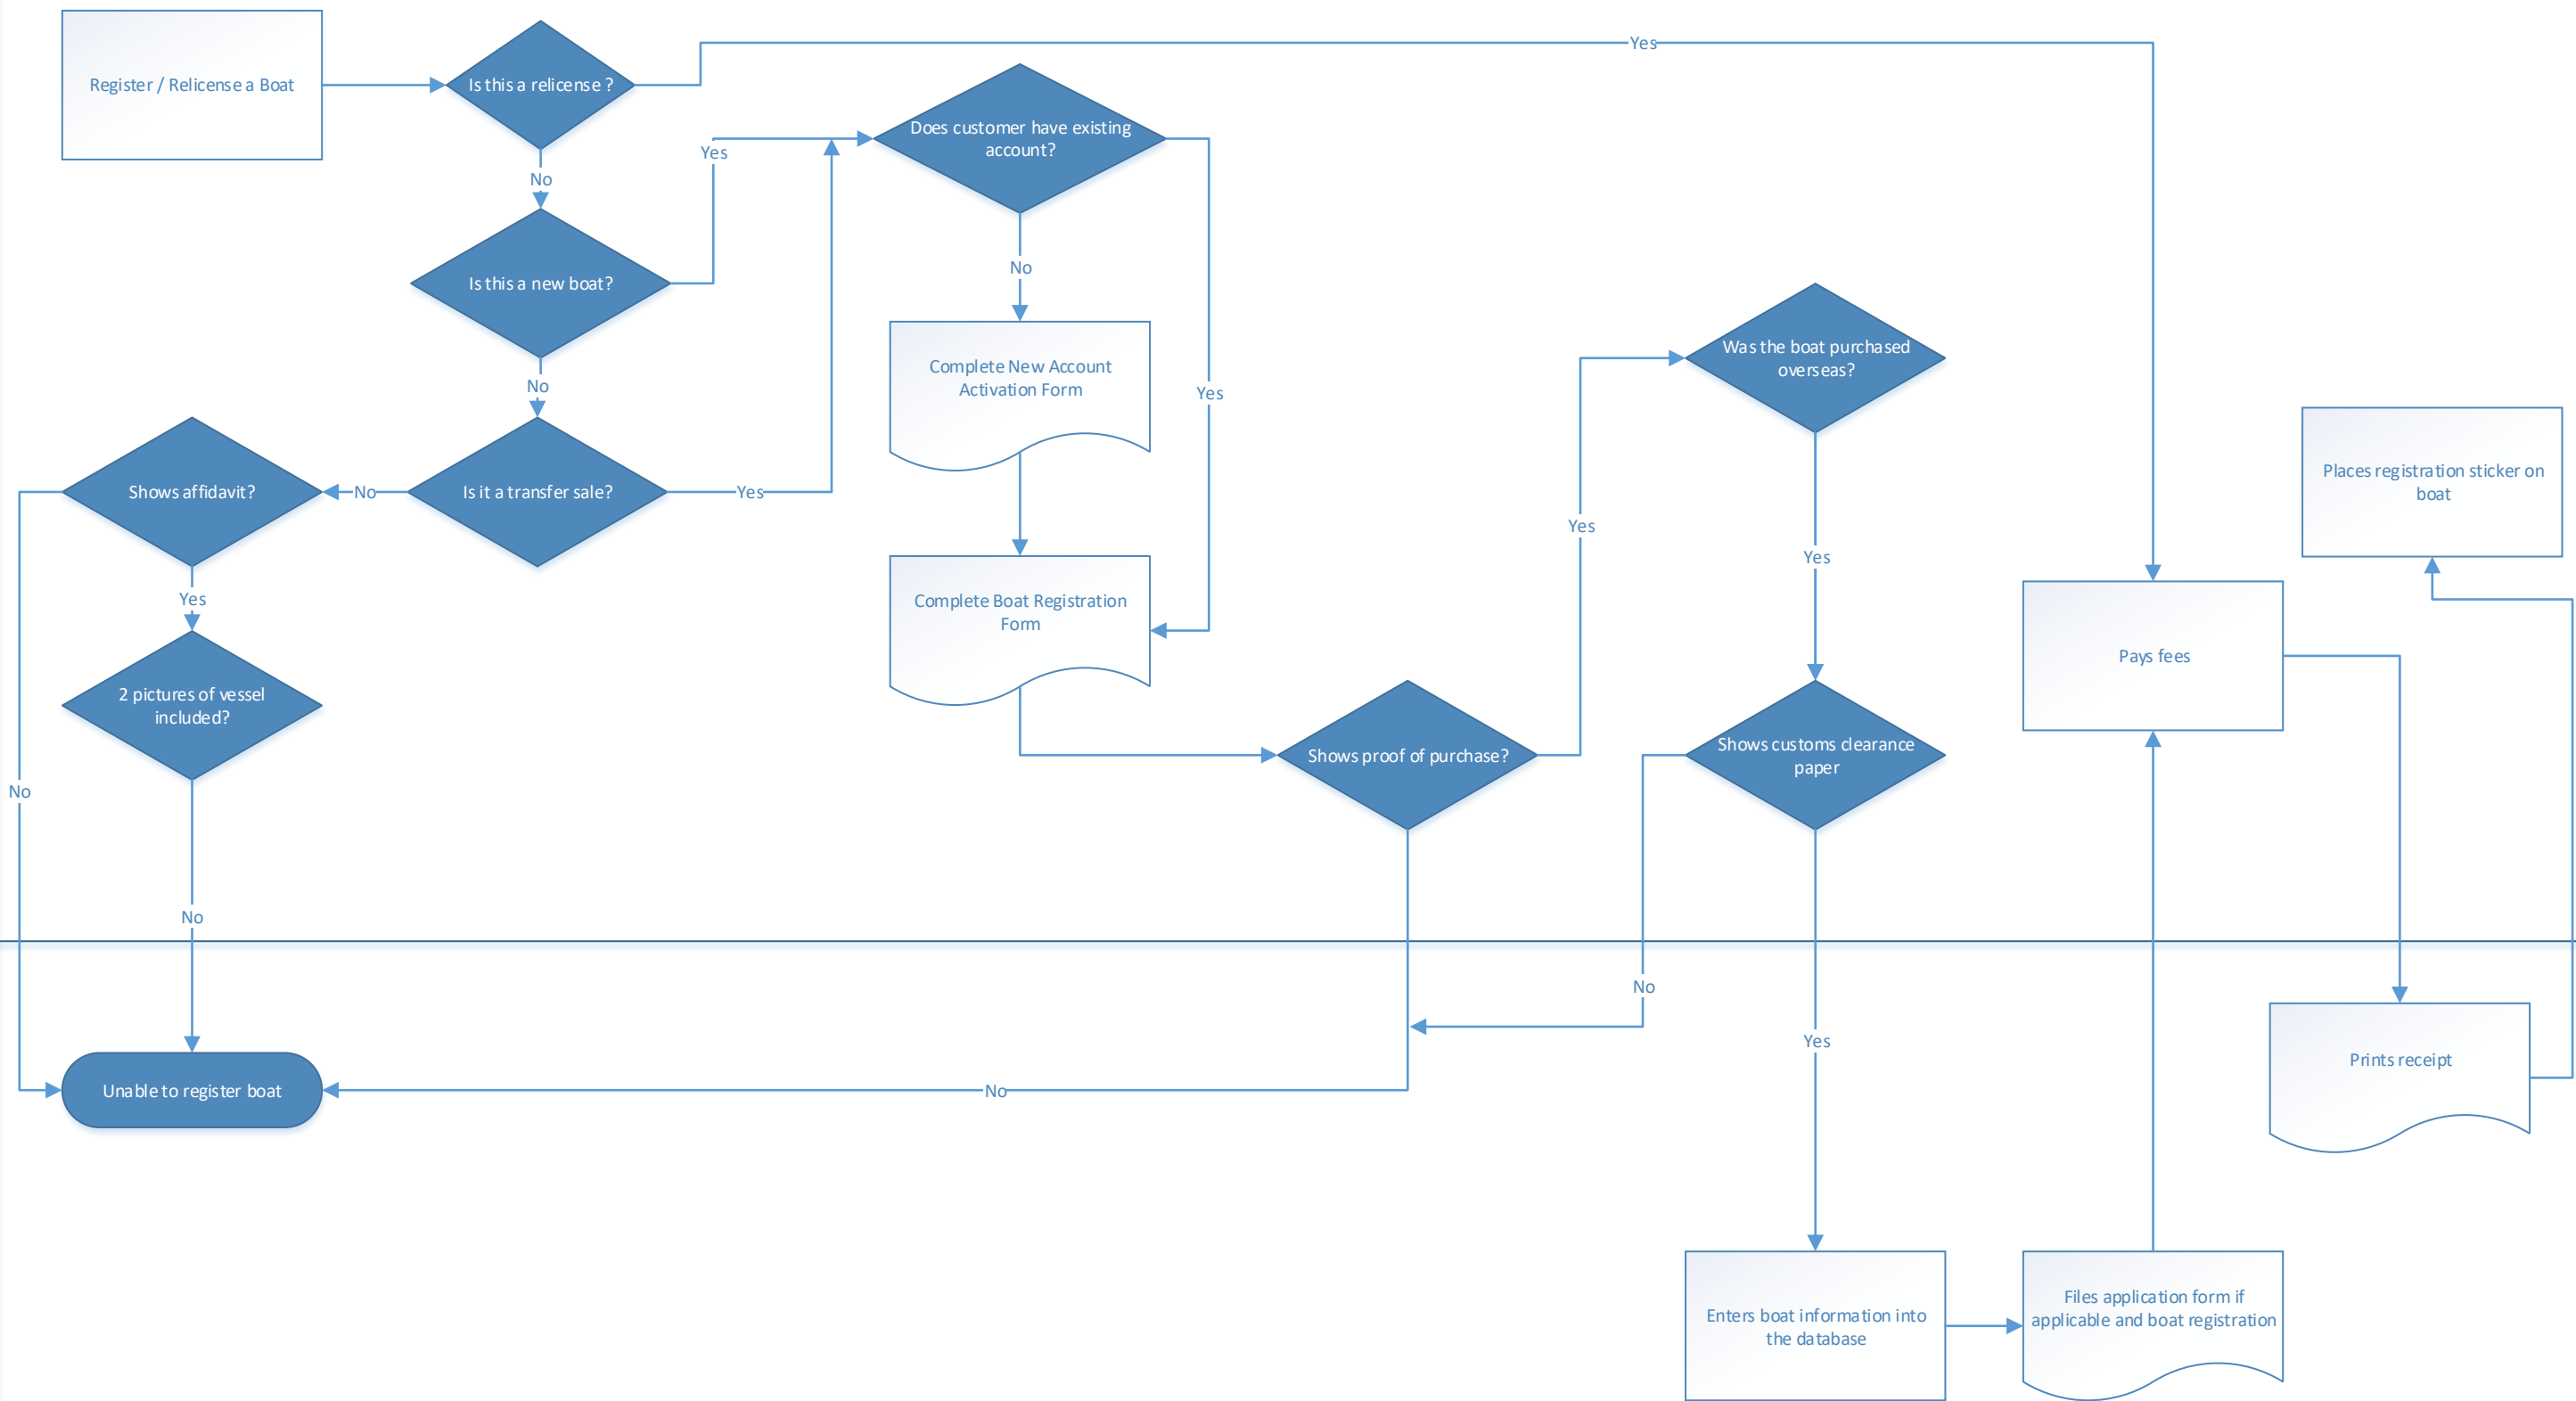 Register / Relicense a Boat
Is this a relicense ?
Yes
Does customer have existing
account?
Yes
No
Is this a new boat?
No
No
Complete New Account
Activation Form
Yes
Was the boat purchased
overseas?
Shows affidavit?
No
Is it a transfer sale?
Yes
Yes
Yes
Places registration sticker on
boat
Yes
Complete Boat Registration
Form
Pays fees
2 pictures of vessel
included?
Shows proof of purchase?
Shows customs clearance
paper
No
No
No
Yes
Unable to register boat
No
Prints receipt
Enters boat information into
the database
Files application form if
applicable and boat registration